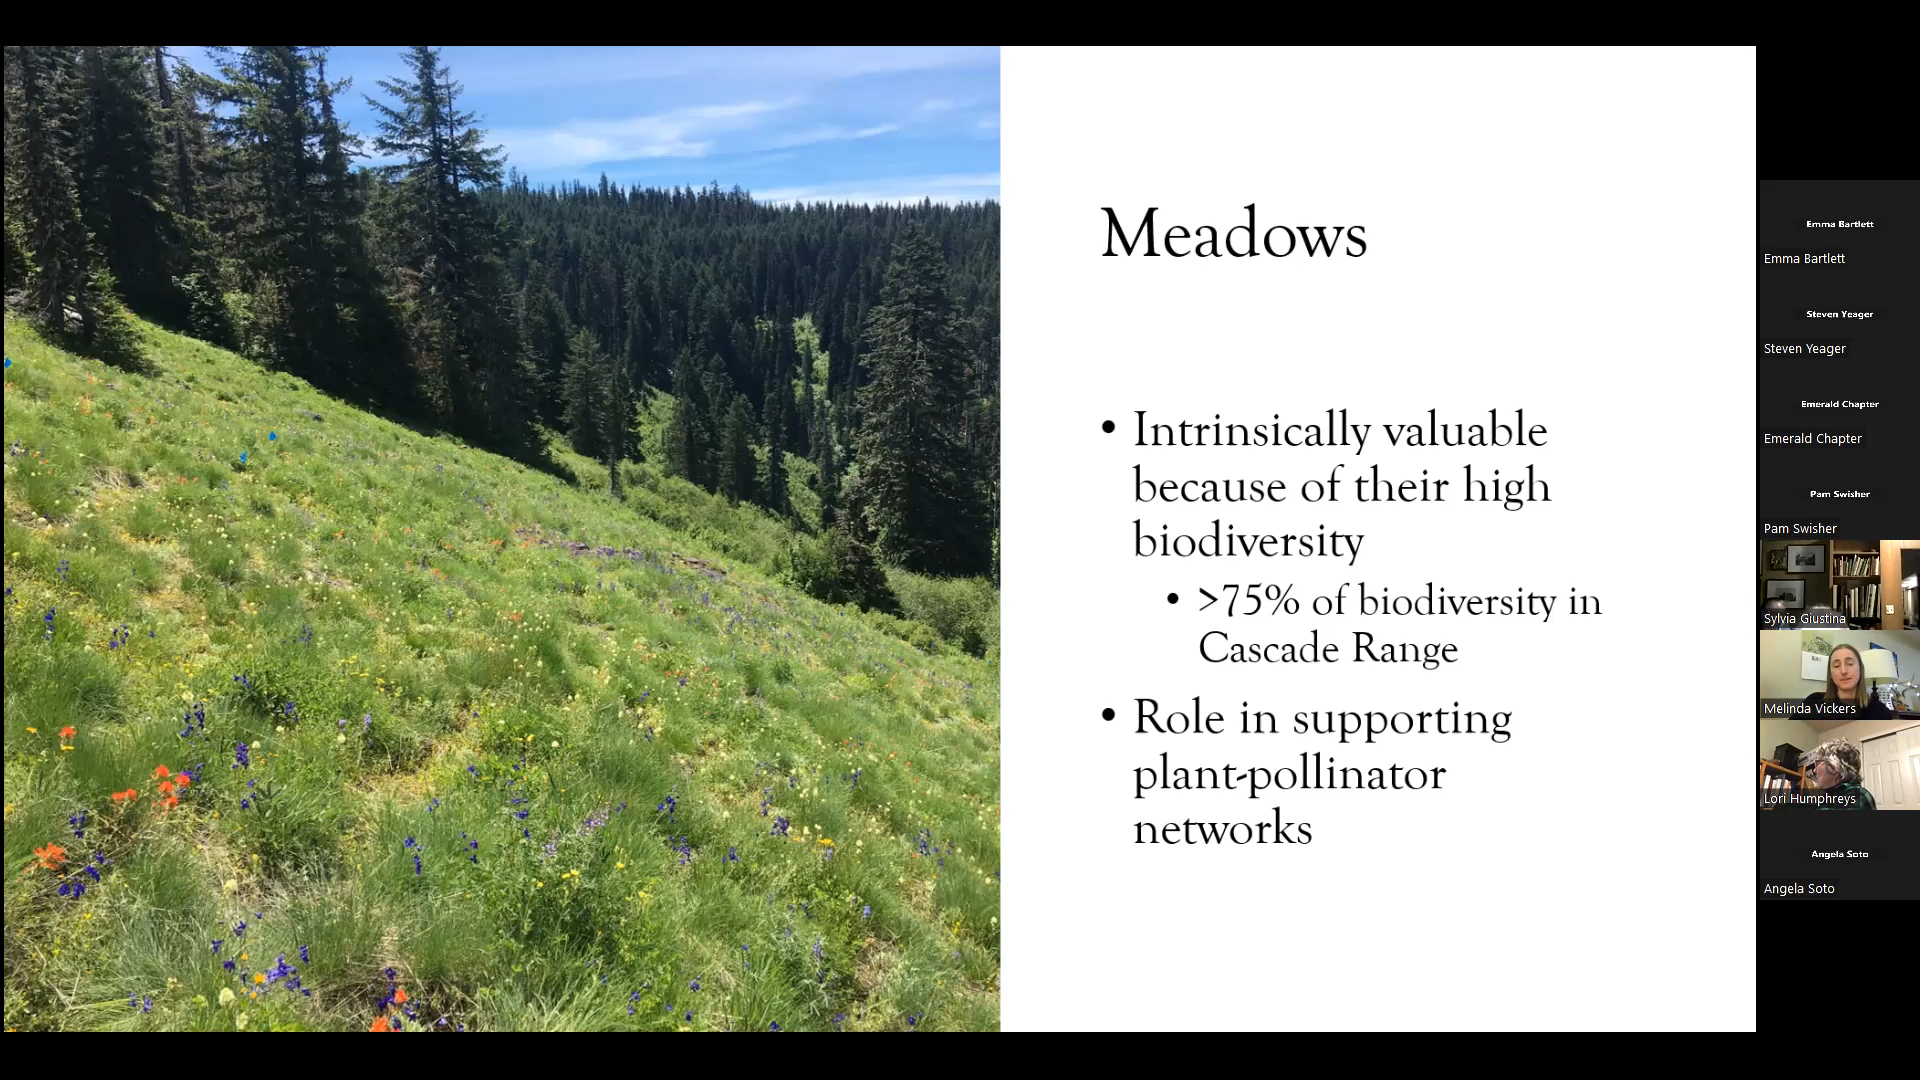 Meadows
• Intrinsically valuable
because of their high
biodiversity
• >75% of biodiversity in
Cascade Range
• Role in supporting
plant-pollinator
networks
Emma Bartlett
Emma Bartlett
Steven Yeager
Steven Yeager
Emerald Chapter
Emerald Chapter
Pam Swisher
Pam Swisher
Sylvia Giustina
Melinda Vickers
Lori Humphreys
Angela Soto
Angela Soto